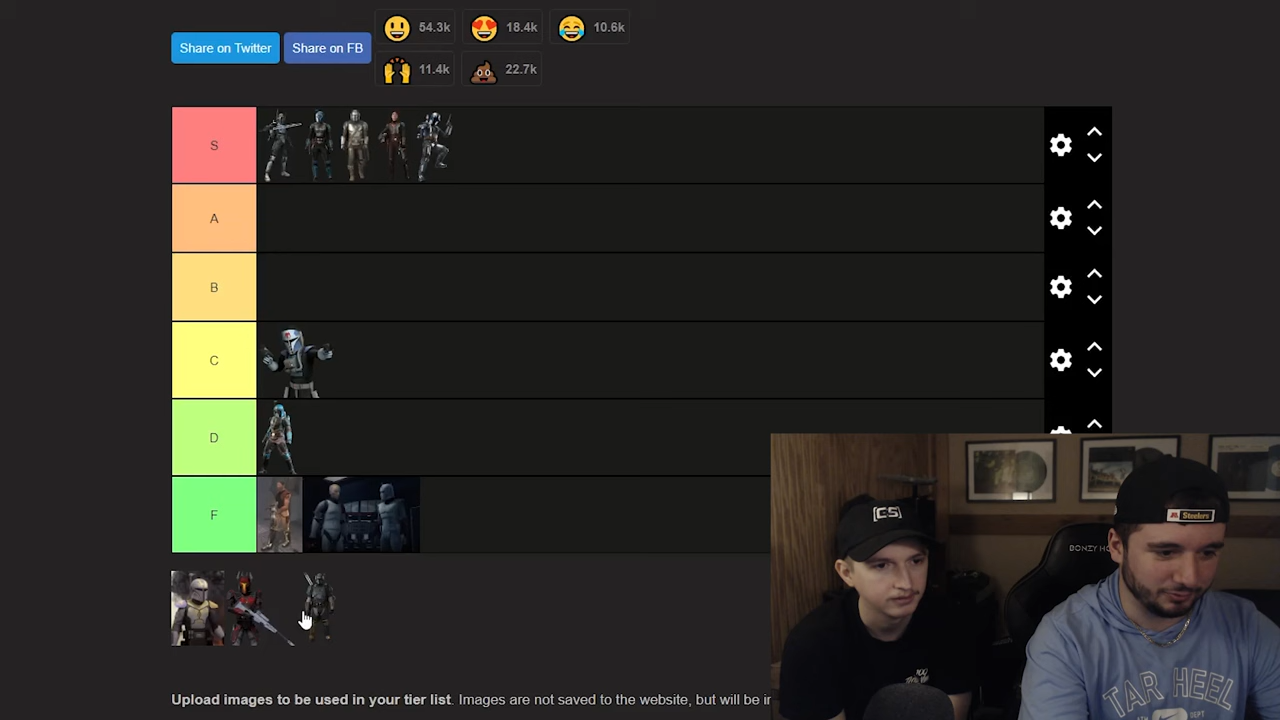 54.3k
18.4k
10.6k
Share on Twitter
Share on FB
11.4k
22.7k
S
A
B
C
D
F
Upload images to be used in your tier list. Images are not saved to the website, but will be in
Steelers
TAR HEEL